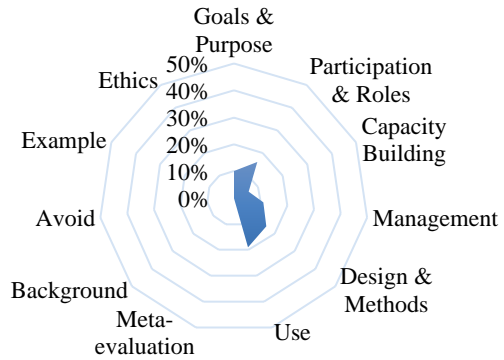 Goals &
Purpose
Participation
& Roles
Capacity
Building
Management
Design &
Methods
Use
Meta-
evaluation
Background
Avoid
Example
Ethics
50%
40%
30%
20%
10%
0%